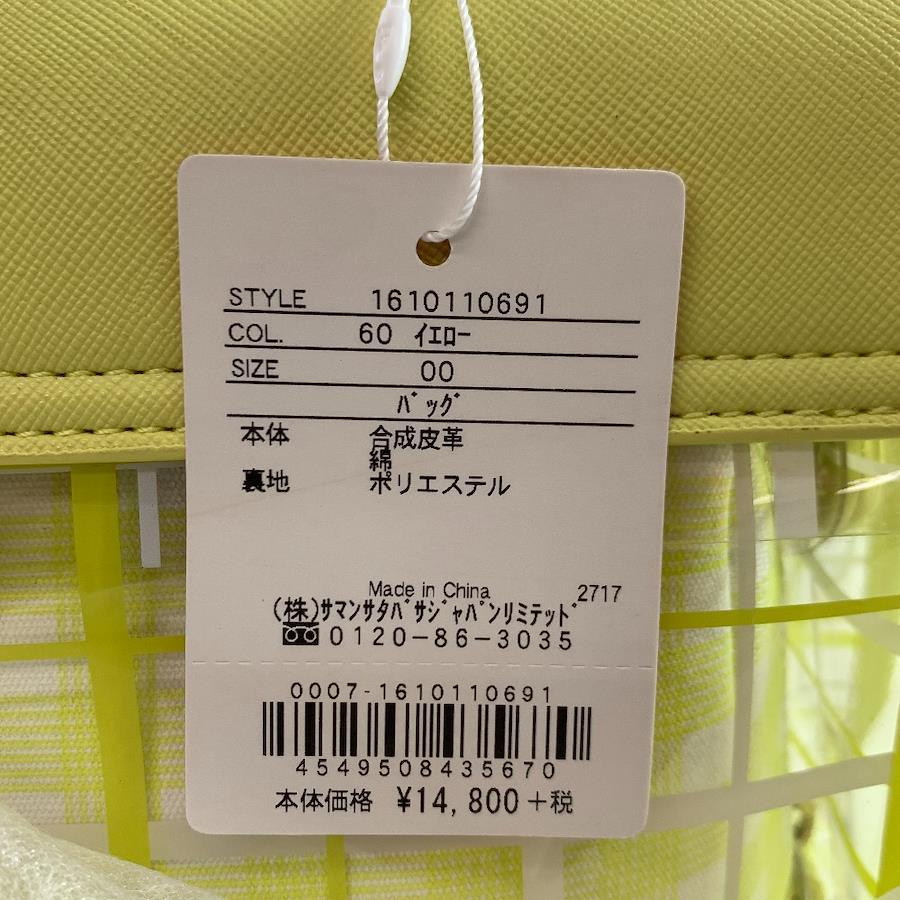 STYLE 1610110691
COL. 60 ｲｴﾛｰ
SIZE 00
ﾊﾞｯｸﾞ
本体 合成皮革
綿
裏地 ポリエステル
Made in China 2717
(株)ｻﾏﾝｻﾀﾊﾞｻｼﾞｬﾊﾟﾝﾘﾐﾃｯﾄﾞ
0120-86-3035
0007-1610110691
4549508435670
本体価格 ¥14,800+税